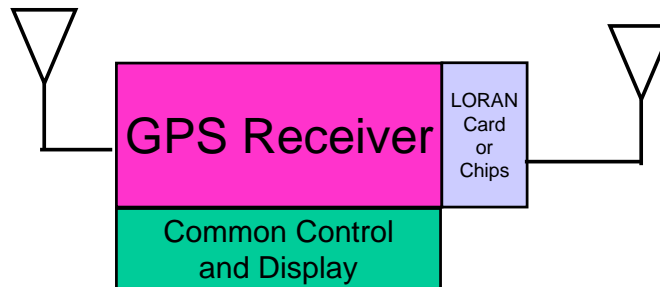 GPS Receiver
LORAN
Card
or
Chips
Common Control
and Display